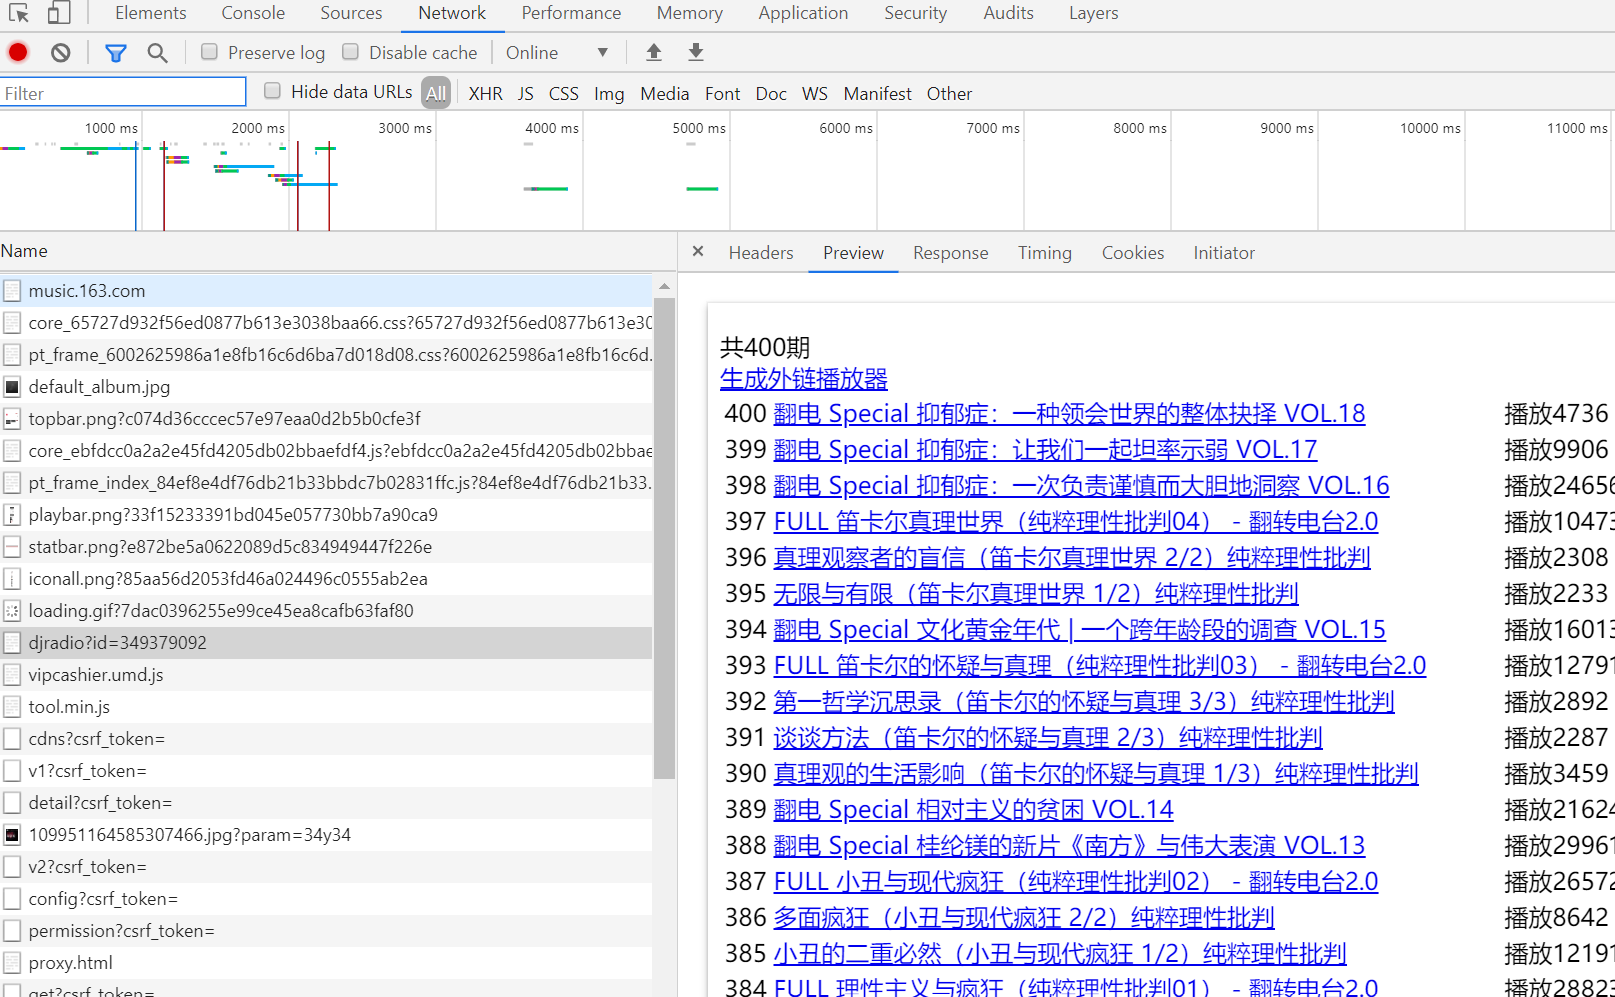 Elements Console Sources Network Performance Memory Application Security Audits Layers
Preserve log Disable cache Online
Filter Hide data URLs All XHR JS CSS Img Media Font Doc WS Manifest Other
1000 ms 2000 ms 3000 ms 4000 ms 5000 ms 6000 ms 7000 ms 8000 ms 9000 ms 10000 ms 11000 ms
Name
music.163.com
core_65727d932f56ed0877b613e3038baa66.css?65727d932f56ed0877b613e30
pt_frame_6002625986a1e8fb16c6d6ba7d018d08.css?6002625986a1e8fb16c6d.
default_album.jpg
topbar.png?c074d36cccec57e97eaa0d2b5b0cfe3f
core_ebfdcc0a2a2e45fd4205db02bbaefdf4.js?ebfdcc0a2a2e45fd4205db02bbae
pt_frame_index_84ef8e4df76db21b33bbdc7b02831ffc.js?84ef8e4df76db21b33.
playbar.png?33f15233391bd045e057730bb7a90ca9
statbar.png?e872be5a0622089d5c834949447f226e
iconall.png?85aa56d2053fd46a024496c0555ab2ea
loading.gif?7dac0396255e99ce45ea8cafb63faf80
djradio?id=349379092
vipcashier.umd.js
tool.min.js
cdns?csrf_token=
v1?csrf_token=
detail?csrf_token=
109951164585307466.jpg?param=34y34
v2?csrf_token=
config?csrf_token=
permission?csrf_token=
proxy.html
get?csrf_token=
× Headers Preview Response Timing Cookies Initiator
共400期
生成外链播放器
400 翻电 Special 抑郁症：一种领会世界的整体抉择 VOL.18 播放4736
399 翻电 Special 抑郁症：让我们一起坦率示弱 VOL.17 播放9906
398 翻电 Special 抑郁症：一次负责谨慎而大胆地洞察 VOL.16 播放24656
397 FULL 笛卡尔真理世界（纯粹理性批判04） - 翻转电台2.0 播放10473
396 真理观察者的盲信（笛卡尔真理世界 2/2）纯粹理性批判 播放2308
395 无限与有限（笛卡尔真理世界 1/2）纯粹理性批判 播放2233
394 翻电 Special 文化黄金年代 | 一个跨年龄段的调查 VOL.15 播放16013
393 FULL 笛卡尔的怀疑与真理（纯粹理性批判03） - 翻转电台2.0 播放12791
392 第一哲学沉思录（笛卡尔的怀疑与真理 3/3）纯粹理性批判 播放2892
391 谈谈方法（笛卡尔的怀疑与真理 2/3）纯粹理性批判 播放2287
390 真理观的生活影响（笛卡尔的怀疑与真理 1/3）纯粹理性批判 播放3459
389 翻电 Special 相对主义的贫困 VOL.14 播放21624
388 翻电 Special 桂纶镁的新片《南方》与伟大表演 VOL.13 播放29961
387 FULL 小丑与现代疯狂（纯粹理性批判02） - 翻转电台2.0 播放26572
386 多面疯狂（小丑与现代疯狂 2/2）纯粹理性批判 播放8642
385 小丑的二重必然（小丑与现代疯狂 1/2）纯粹理性批判 播放12191
384 FULL 理性主义与疯狂（纯粹理性批判01） - 翻转电台2.0 播放28823